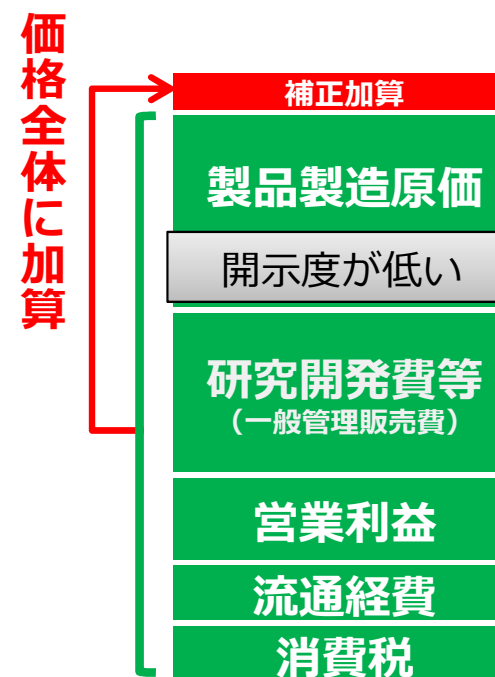 価格全体に加算
補正加算
製品製造原価
開示度が低い
研究開発費等
（一般管理販売費）
営業利益
流通経費
消費税